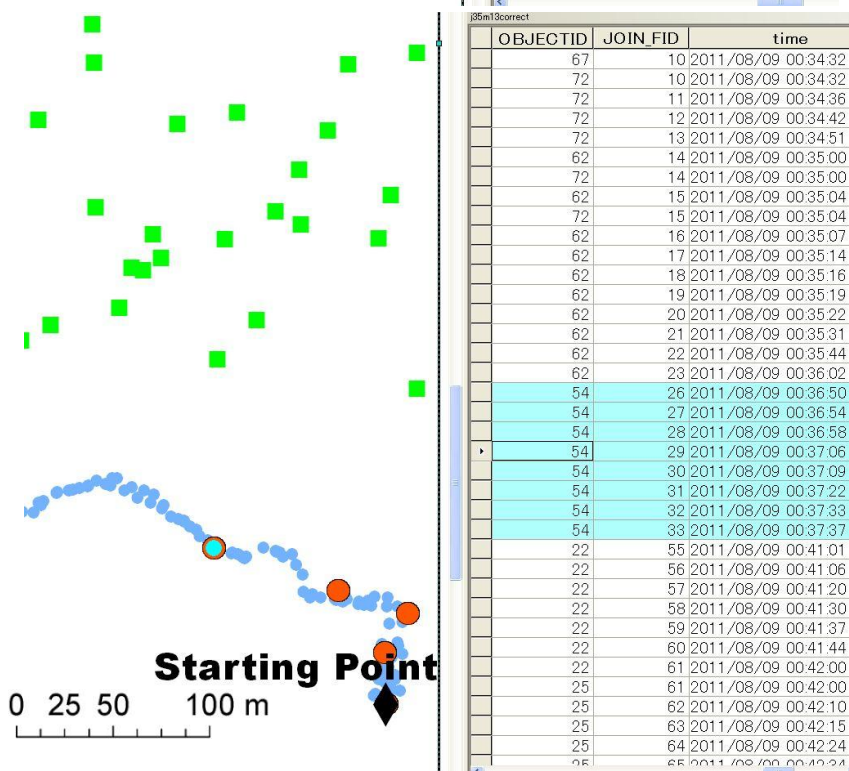 Starting Point
0 25 50 100 m
j35m13correct
OBJECTID JOIN_FID time
67 10 2011/08/09 00:34:32
72 10 2011/08/09 00:34:32
72 11 2011/08/09 00:34:36
72 12 2011/08/09 00:34:42
72 13 2011/08/09 00:34:51
62 14 2011/08/09 00:35:00
72 14 2011/08/09 00:35:00
62 15 2011/08/09 00:35:04
72 15 2011/08/09 00:35:04
62 16 2011/08/09 00:35:07
62 17 2011/08/09 00:35:14
62 18 2011/08/09 00:35:16
62 19 2011/08/09 00:35:19
62 20 2011/08/09 00:35:22
62 21 2011/08/09 00:35:31
62 22 2011/08/09 00:35:44
62 23 2011/08/09 00:36:02
54 26 2011/08/09 00:36:50
54 27 2011/08/09 00:36:54
54 28 2011/08/09 00:36:58
54 29 2011/08/09 00:37:06
54 30 2011/08/09 00:37:09
54 31 2011/08/09 00:37:22
54 32 2011/08/09 00:37:33
54 33 2011/08/09 00:37:37
22 55 2011/08/09 00:41:01
22 56 2011/08/09 00:41:06
22 57 2011/08/09 00:41:20
22 58 2011/08/09 00:41:30
22 59 2011/08/09 00:41:37
22 60 2011/08/09 00:41:44
22 61 2011/08/09 00:42:00
25 61 2011/08/09 00:42:00
25 62 2011/08/09 00:42:10
25 63 2011/08/09 00:42:15
25 64 2011/08/09 00:42:24
25 65 2011/08/09 00:42:34